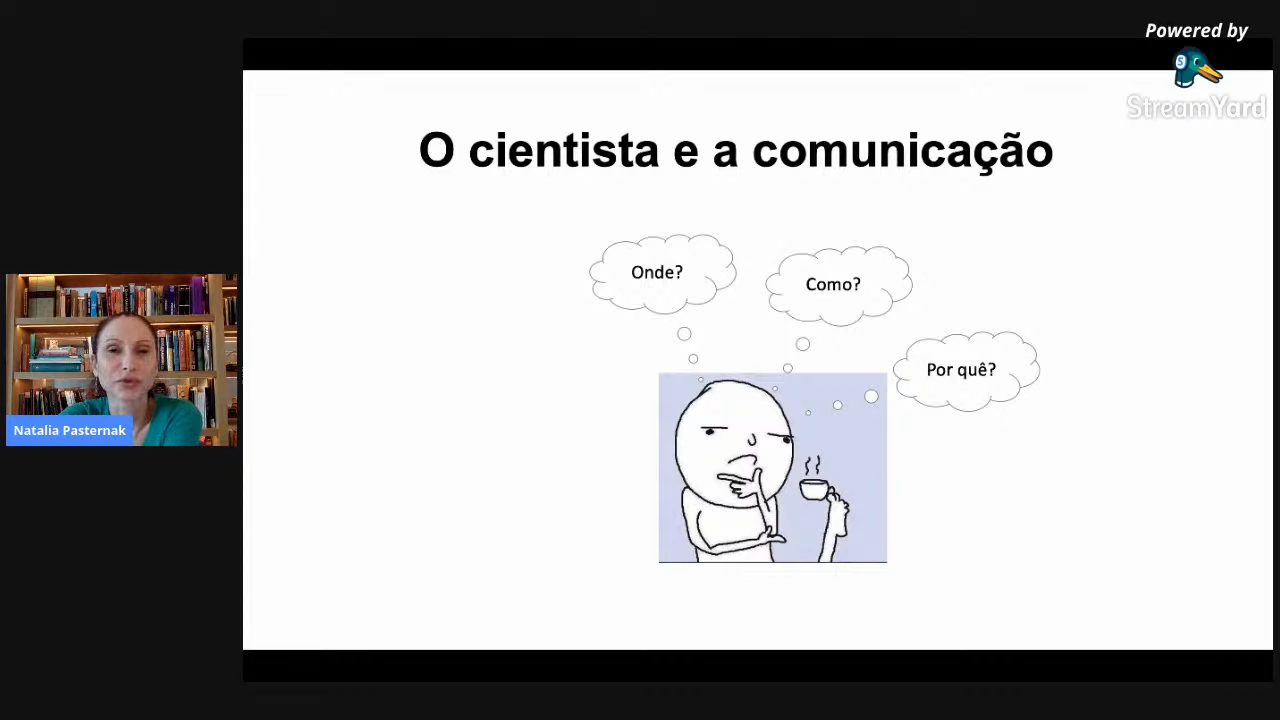 Powered by
StreamYard
O cientista e a comunicação
Onde?
Como?
Por quê?
Natalia Pasternak